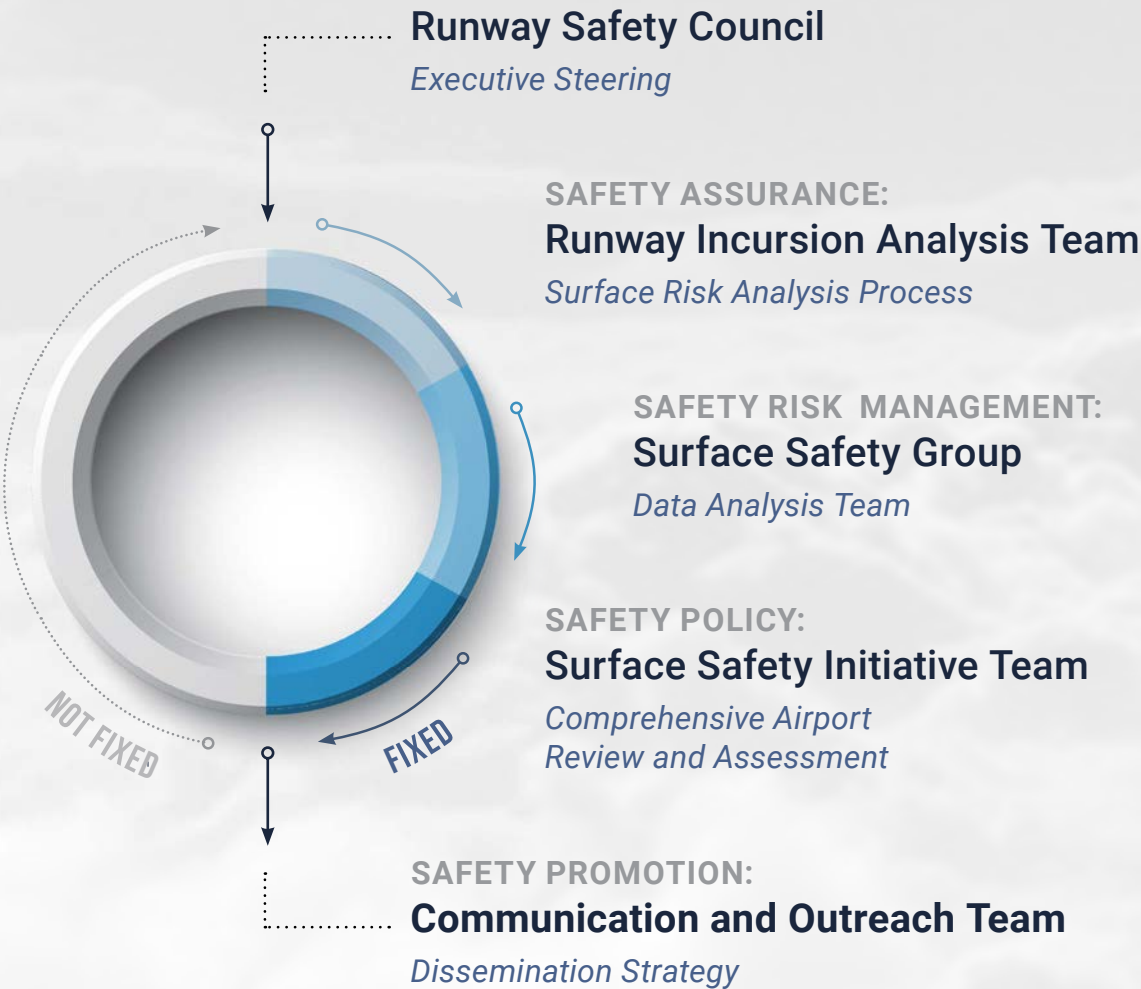 Runway Safety Council
Executive Steering
SAFETY ASSURANCE:
Runway Incursion Analysis Team
Surface Risk Analysis Process
SAFETY RISK MANAGEMENT:
Surface Safety Group
Data Analysis Team
SAFETY POLICY:
Surface Safety Initiative Team
Comprehensive Airport
Review and Assessment
NOT FIXED
FIXED
SAFETY PROMOTION:
Communication and Outreach Team
Dissemination Strategy